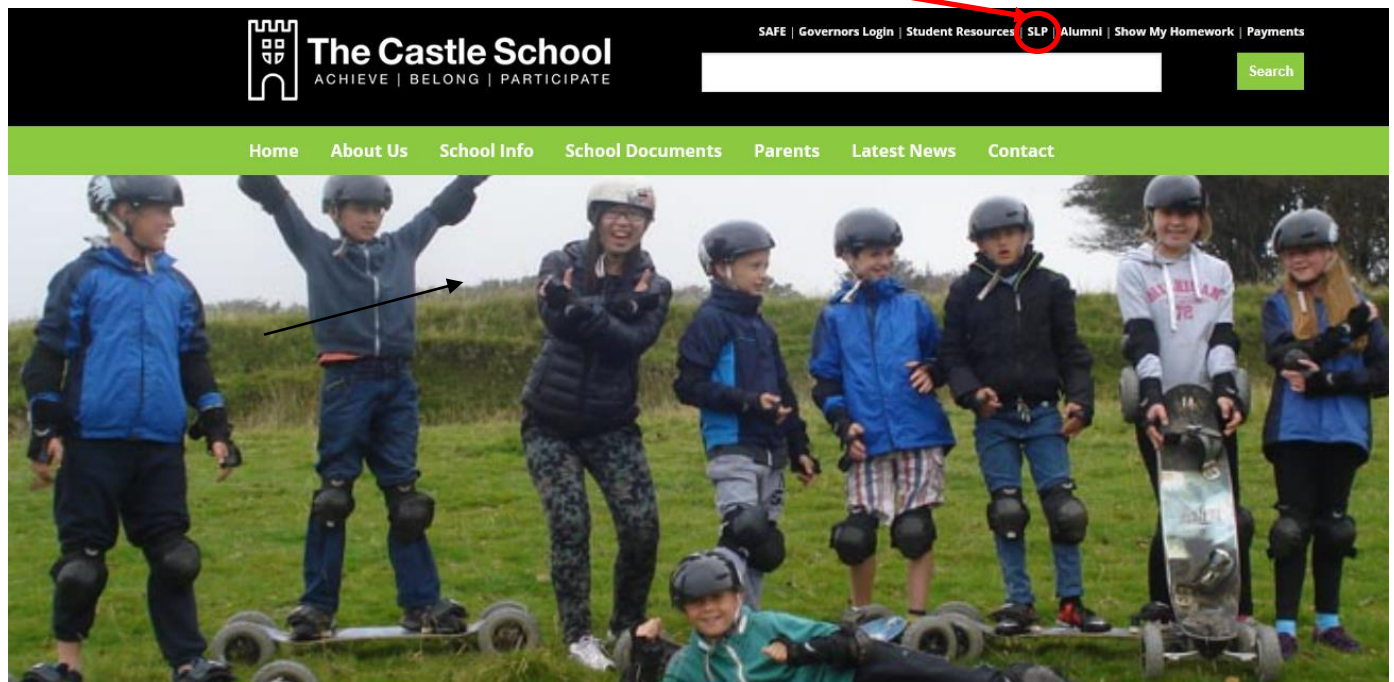 SAFE | Governors Login | Student Resources | SLP | Alumni | Show My Homework | Payments
The Castle School
ACHIEVE | BELONG | PARTICIPATE
Search
Home About Us School Info School Documents Parents Latest News Contact
72